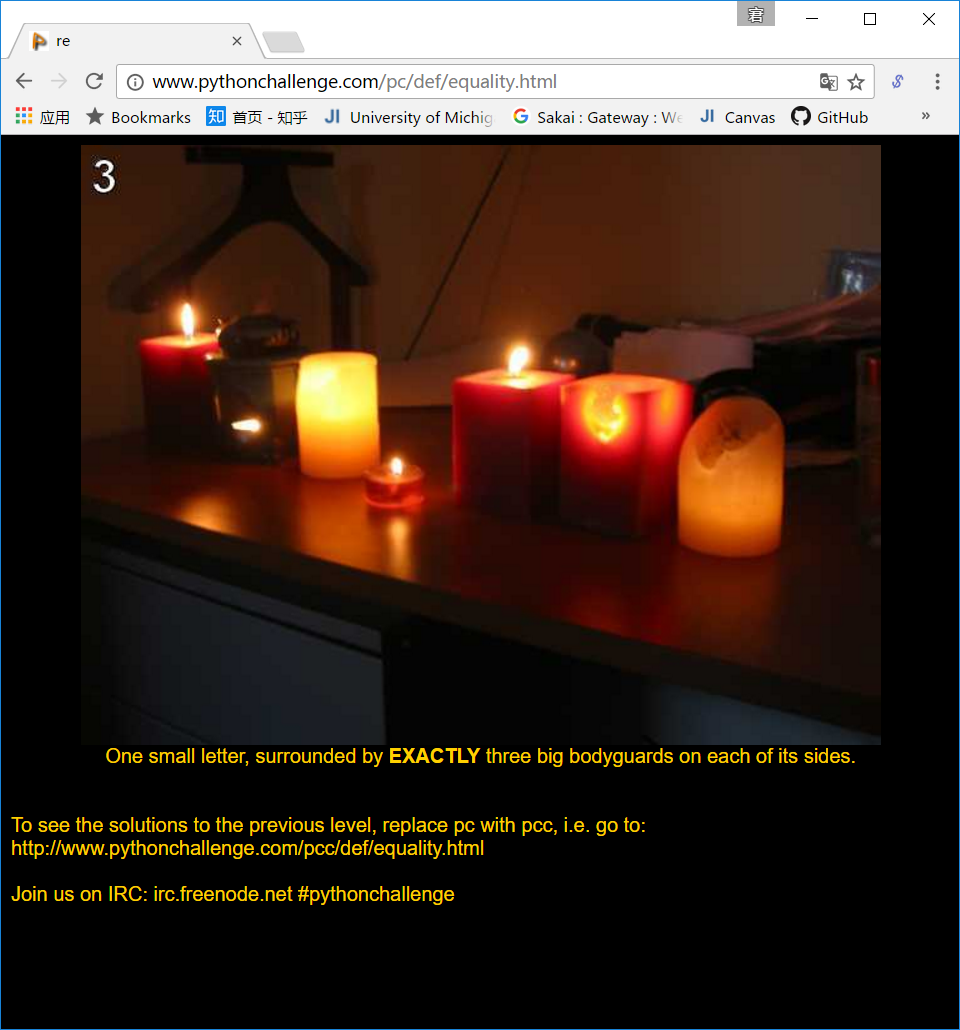 re
www.pythonchallenge.com/pc/def/equality.html
应用 Bookmarks 知 首页 - 知乎 JI University of Michig G Sakai : Gateway : We JI Canvas GitHub »
3
One small letter, surrounded by EXACTLY three big bodyguards on each of its sides.
To see the solutions to the previous level, replace pc with pcc, i.e. go to:
http://www.pythonchallenge.com/pcc/def/equality.html
Join us on IRC: irc.freenode.net #pythonchallenge